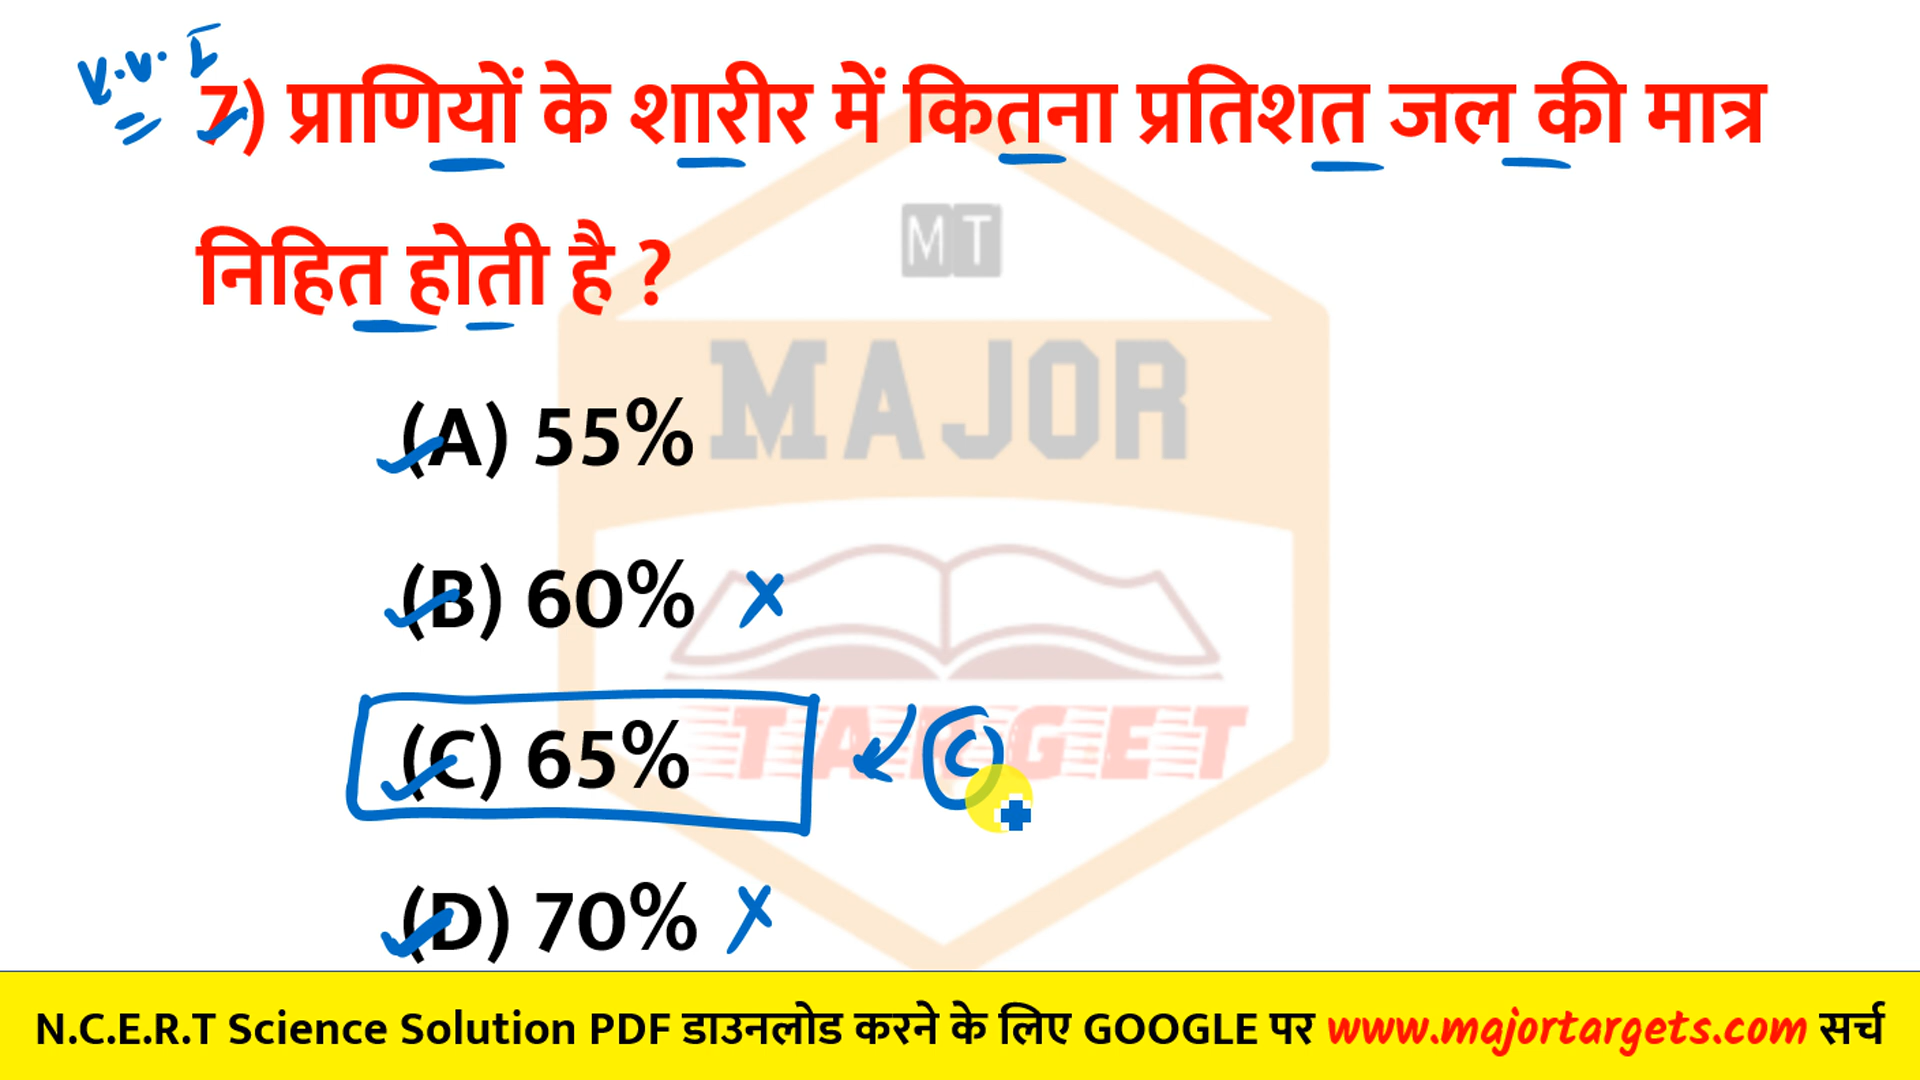 V.V.I
7) प्राणियों के शारीर में कितना प्रतिशत जल की मात्र
निहित होती है ?
MT
MAJOR
(A) 55%
(B) 60% x
(C) 65% C
TARGET
(D) 70% x
N.C.E.R.T Science Solution PDF डाउनलोड करने के लिए GOOGLE पर www.majortargets.com सर्च